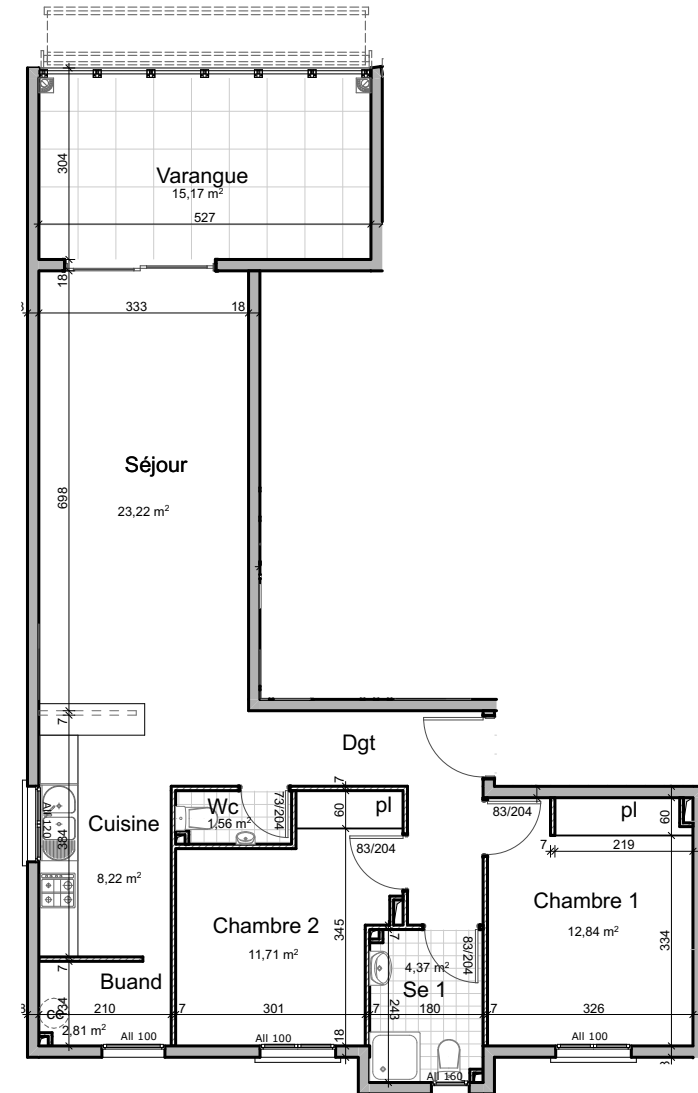 304
Varangue
15,17 m²
527
18
333
18
Séjour
23,22 m²
698
7
Dgt
7
Wc
1,56 m²
73/204
60
pl
83/204
pl
60
83/204
7
219
All 120
384
Cuisine
8,22 m²
Chambre 2
11,71 m²
345
Chambre 1
12,84 m²
334
7
83/204
4,37 m²
Se 1
7
Buand
134
210
7
301
7
180
7
326
2,81 m²
243
All 100
All 100
18
All 160
All 100